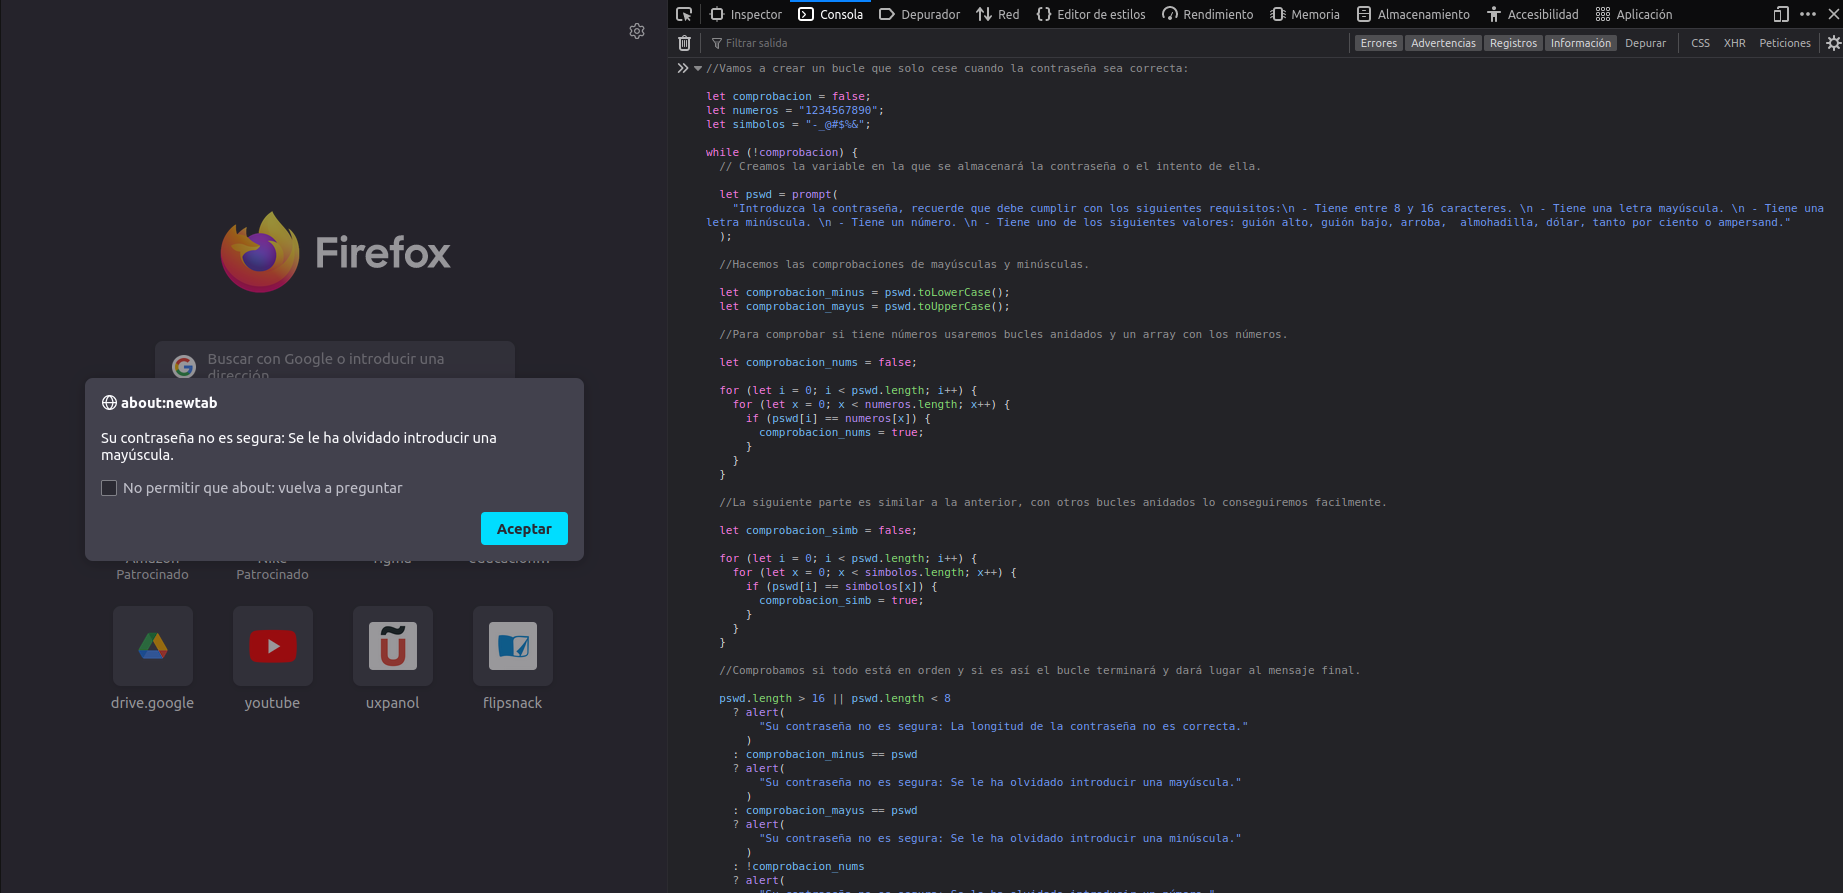 Inspector
Consola
Depurador
Red
Editor de estilos
Rendimiento
Memoria
Almacenamiento
Accesibilidad
Aplicación
Filtrar salida
Errores
Advertencias
Registros
Información
Depurar
CSS
XHR
Peticiones
//Vamos a crear un bucle que solo cese cuando la contraseña sea correcta:
let comprobacion = false;
let numeros = "1234567890";
let simbolos = "-_@#$%&";
while (!comprobacion) {
// Creamos la variable en la que se almacenará la contraseña o el intento de ella.
let pswd = prompt(
"Introduzca la contraseña, recuerde que debe cumplir con los siguientes requisitos:\n - Tiene entre 8 y 16 caracteres. \n - Tiene una letra mayúscula. \n - Tiene una
letra minúscula. \n - Tiene un número. \n - Tiene uno de los siguientes valores: guión alto, guión bajo, arroba,  almohadilla, dólar, tanto por ciento o ampersand."
);
//Hacemos las comprobaciones de mayúsculas y minúsculas.
let comprobacion_minus = pswd.toLowerCase();
let comprobacion_mayus = pswd.toUpperCase();
//Para comprobar si tiene números usaremos bucles anidados y un array con los números.
let comprobacion_nums = false;
for (let i = 0; i < pswd.length; i++) {
for (let x = 0; x < numeros.length; x++) {
if (pswd[i] == numeros[x]) {
comprobacion_nums = true;
}
}
}
//La siguiente parte es similar a la anterior, con otros bucles anidados lo conseguiremos facilmente.
let comprobacion_simb = false;
for (let i = 0; i < pswd.length; i++) {
for (let x = 0; x < simbolos.length; x++) {
if (pswd[i] == simbolos[x]) {
comprobacion_simb = true;
}
}
}
//Comprobamos si todo está en orden y si es así el bucle terminará y dará lugar al mensaje final.
pswd.length > 16 || pswd.length < 8
? alert(
"Su contraseña no es segura: La longitud de la contraseña no es correcta."
)
: comprobacion_minus == pswd
? alert(
"Su contraseña no es segura: Se le ha olvidado introducir una mayúscula."
)
: comprobacion_mayus == pswd
? alert(
"Su contraseña no es segura: Se le ha olvidado introducir una minúscula."
)
: !comprobacion_nums
? alert(
"Su contraseña no es segura: Se le ha olvidado introducir un número."
Firefox
Buscar con Google o introducir una
dirección
about:newtab
Su contraseña no es segura: Se le ha olvidado introducir una
mayúscula.
No permitir que about: vuelva a preguntar
Aceptar
Amazon
Nike
figma
Patrocinado
Patrocinado
drive.google
youtube
uxpanol
flipsnack